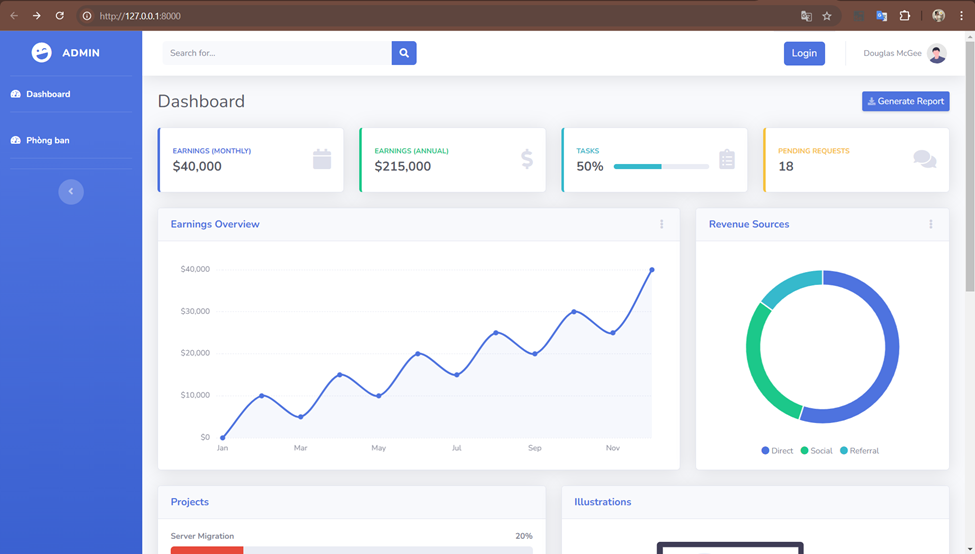 http://127.0.0.1:8000
ADMIN
Search for...
Login
Douglas McGee
Dashboard
Phòng ban
Dashboard
Generate Report
EARNINGS (MONTHLY)
$40,000
EARNINGS (ANNUAL)
$215,000
TASKS
50%
PENDING REQUESTS
18
Earnings Overview
$40,000
$30,000
$20,000
$10,000
$0
Jan Mar May Jul Sep Nov
Revenue Sources
Direct Social Referral
Projects
Server Migration 20%
Illustrations